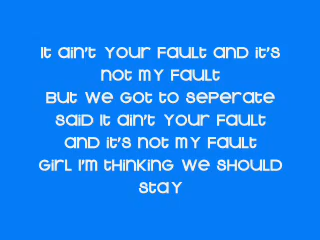 It ain't your fault and it's
not my fault
But we got to seperate
Said it ain't your fault
and it's not my fault
Girl I'm thinking we should
stay